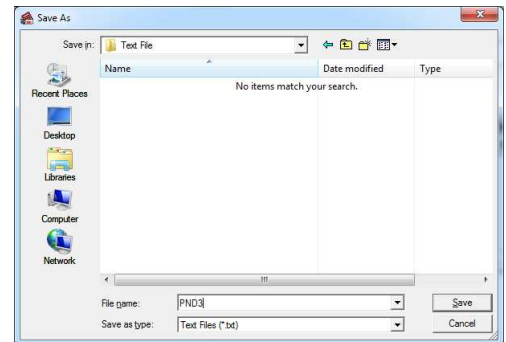 Save As
Save in: Text File
Name Date modified Type
No items match your search.
Recent Places
Desktop
Libraries
Computer
Network
File name: PND3 Save
Save as type: Text Files (*.txt) Cancel